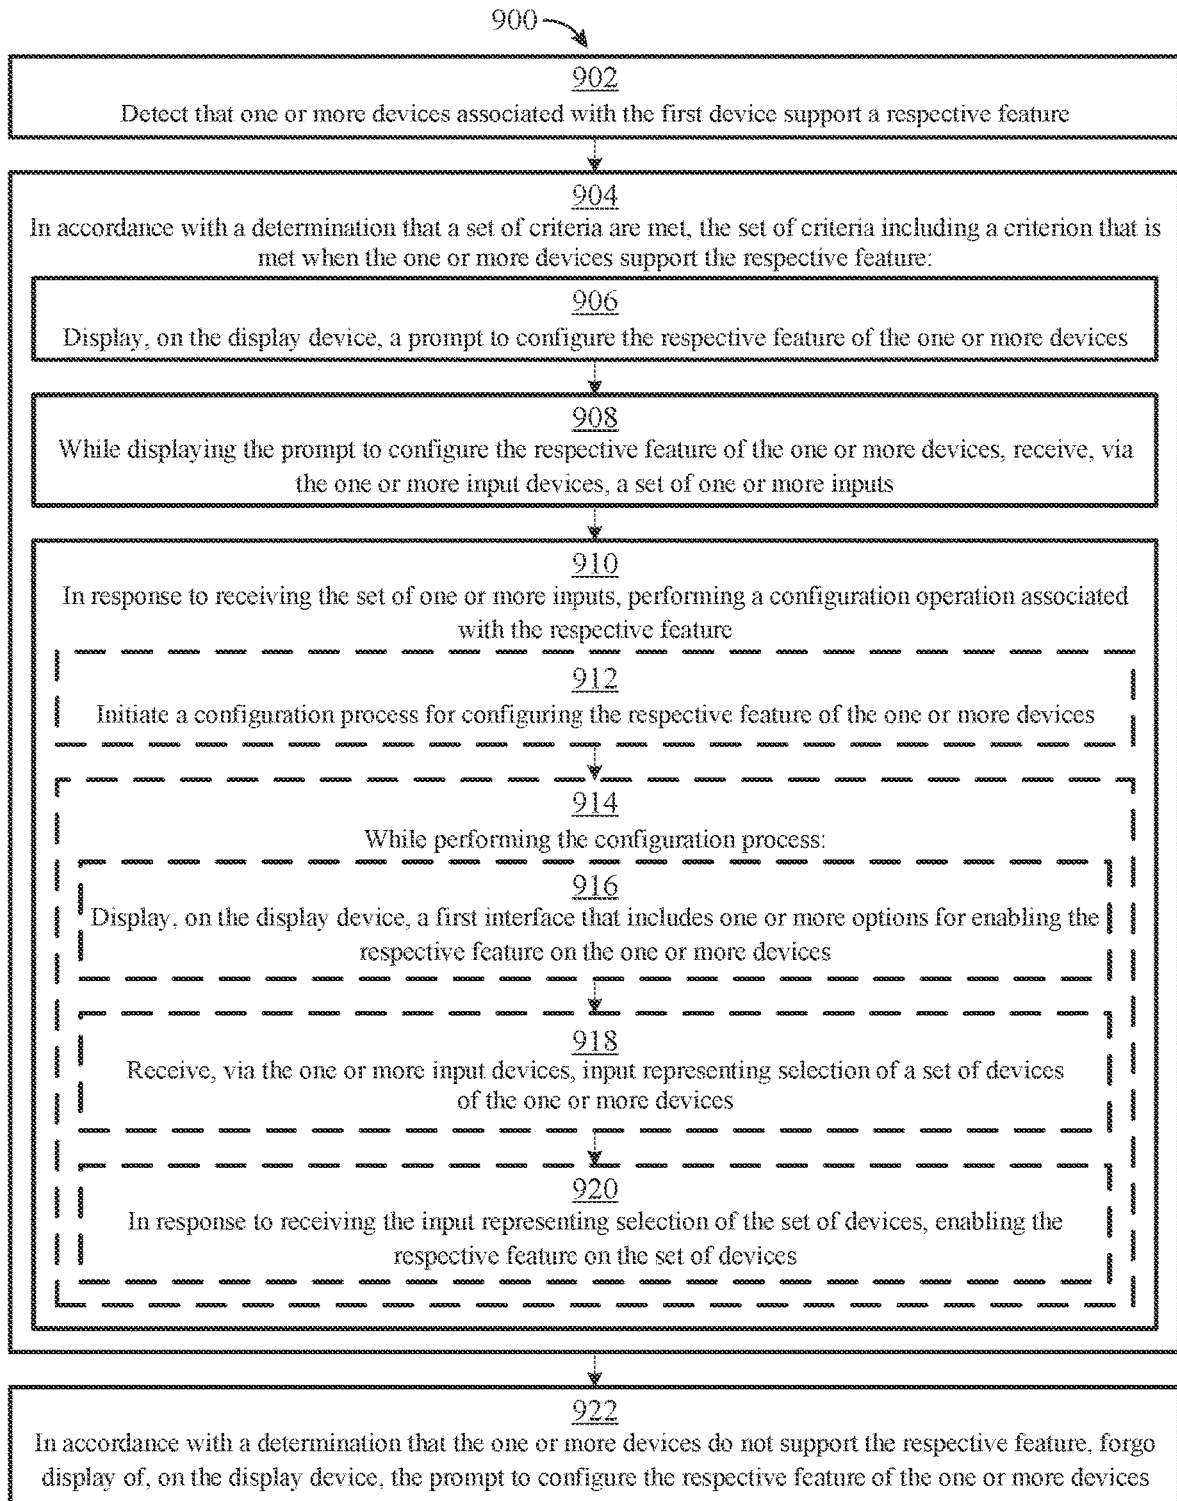 900
902
Detect that one or more devices associated with the first device support a respective feature
904
In accordance with a determination that a set of criteria are met, the set of criteria including a criterion that is
met when the one or more devices support the respective feature:
906
Display, on the display device, a prompt to configure the respective feature of the one or more devices
908
While displaying the prompt to configure the respective feature of the one or more devices, receive, via
the one or more input devices, a set of one or more inputs
910
In response to receiving the set of one or more inputs, performing a configuration operation associated
with the respective feature
912
Initiate a configuration process for configuring the respective feature of the one or more devices
914
While performing the configuration process:
916
Display, on the display device, a first interface that includes one or more options for enabling the
respective feature on the one or more devices
918
Receive, via the one or more input devices, input representing selection of a set of devices
of the one or more devices
920
In response to receiving the input representing selection of the set of devices, enabling the
respective feature on the set of devices
922
In accordance with a determination that the one or more devices do not support the respective feature, forgo
display of, on the display device, the prompt to configure the respective feature of the one or more devices